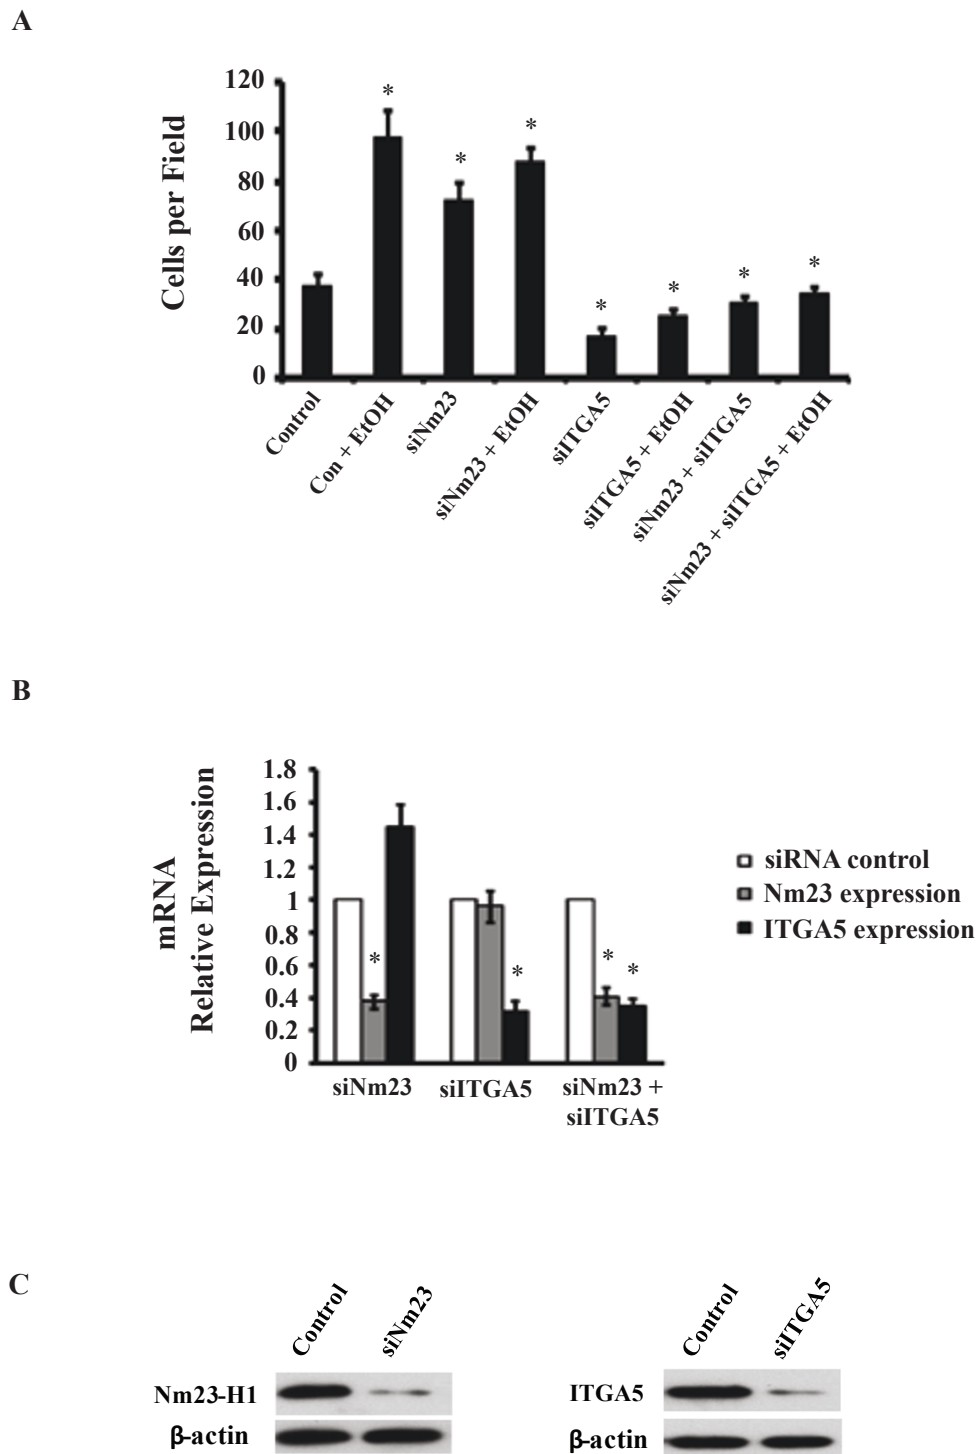 A
Cells per Field
120
100
80
60
40
20
0
*
*
*
*
*
*
*
Control
Con + EtOH
siNm23
siNm23 + EtOH
siITGA5
siITGA5 + EtOH
siNm23 + siITGA5
siNm23 + siITGA5 + EtOH
B
mRNA
Relative Expression
1.8
1.6
1.4
1.2
1
0.8
0.6
0.4
0.2
0
*
*
*
*
siNm23
siITGA5
siNm23 +
siITGA5
siRNA control
Nm23 expression
ITGA5 expression
C
Control
siNm23
Nm23-H1
β-actin
Control
siITGA5
ITGA5
β-actin